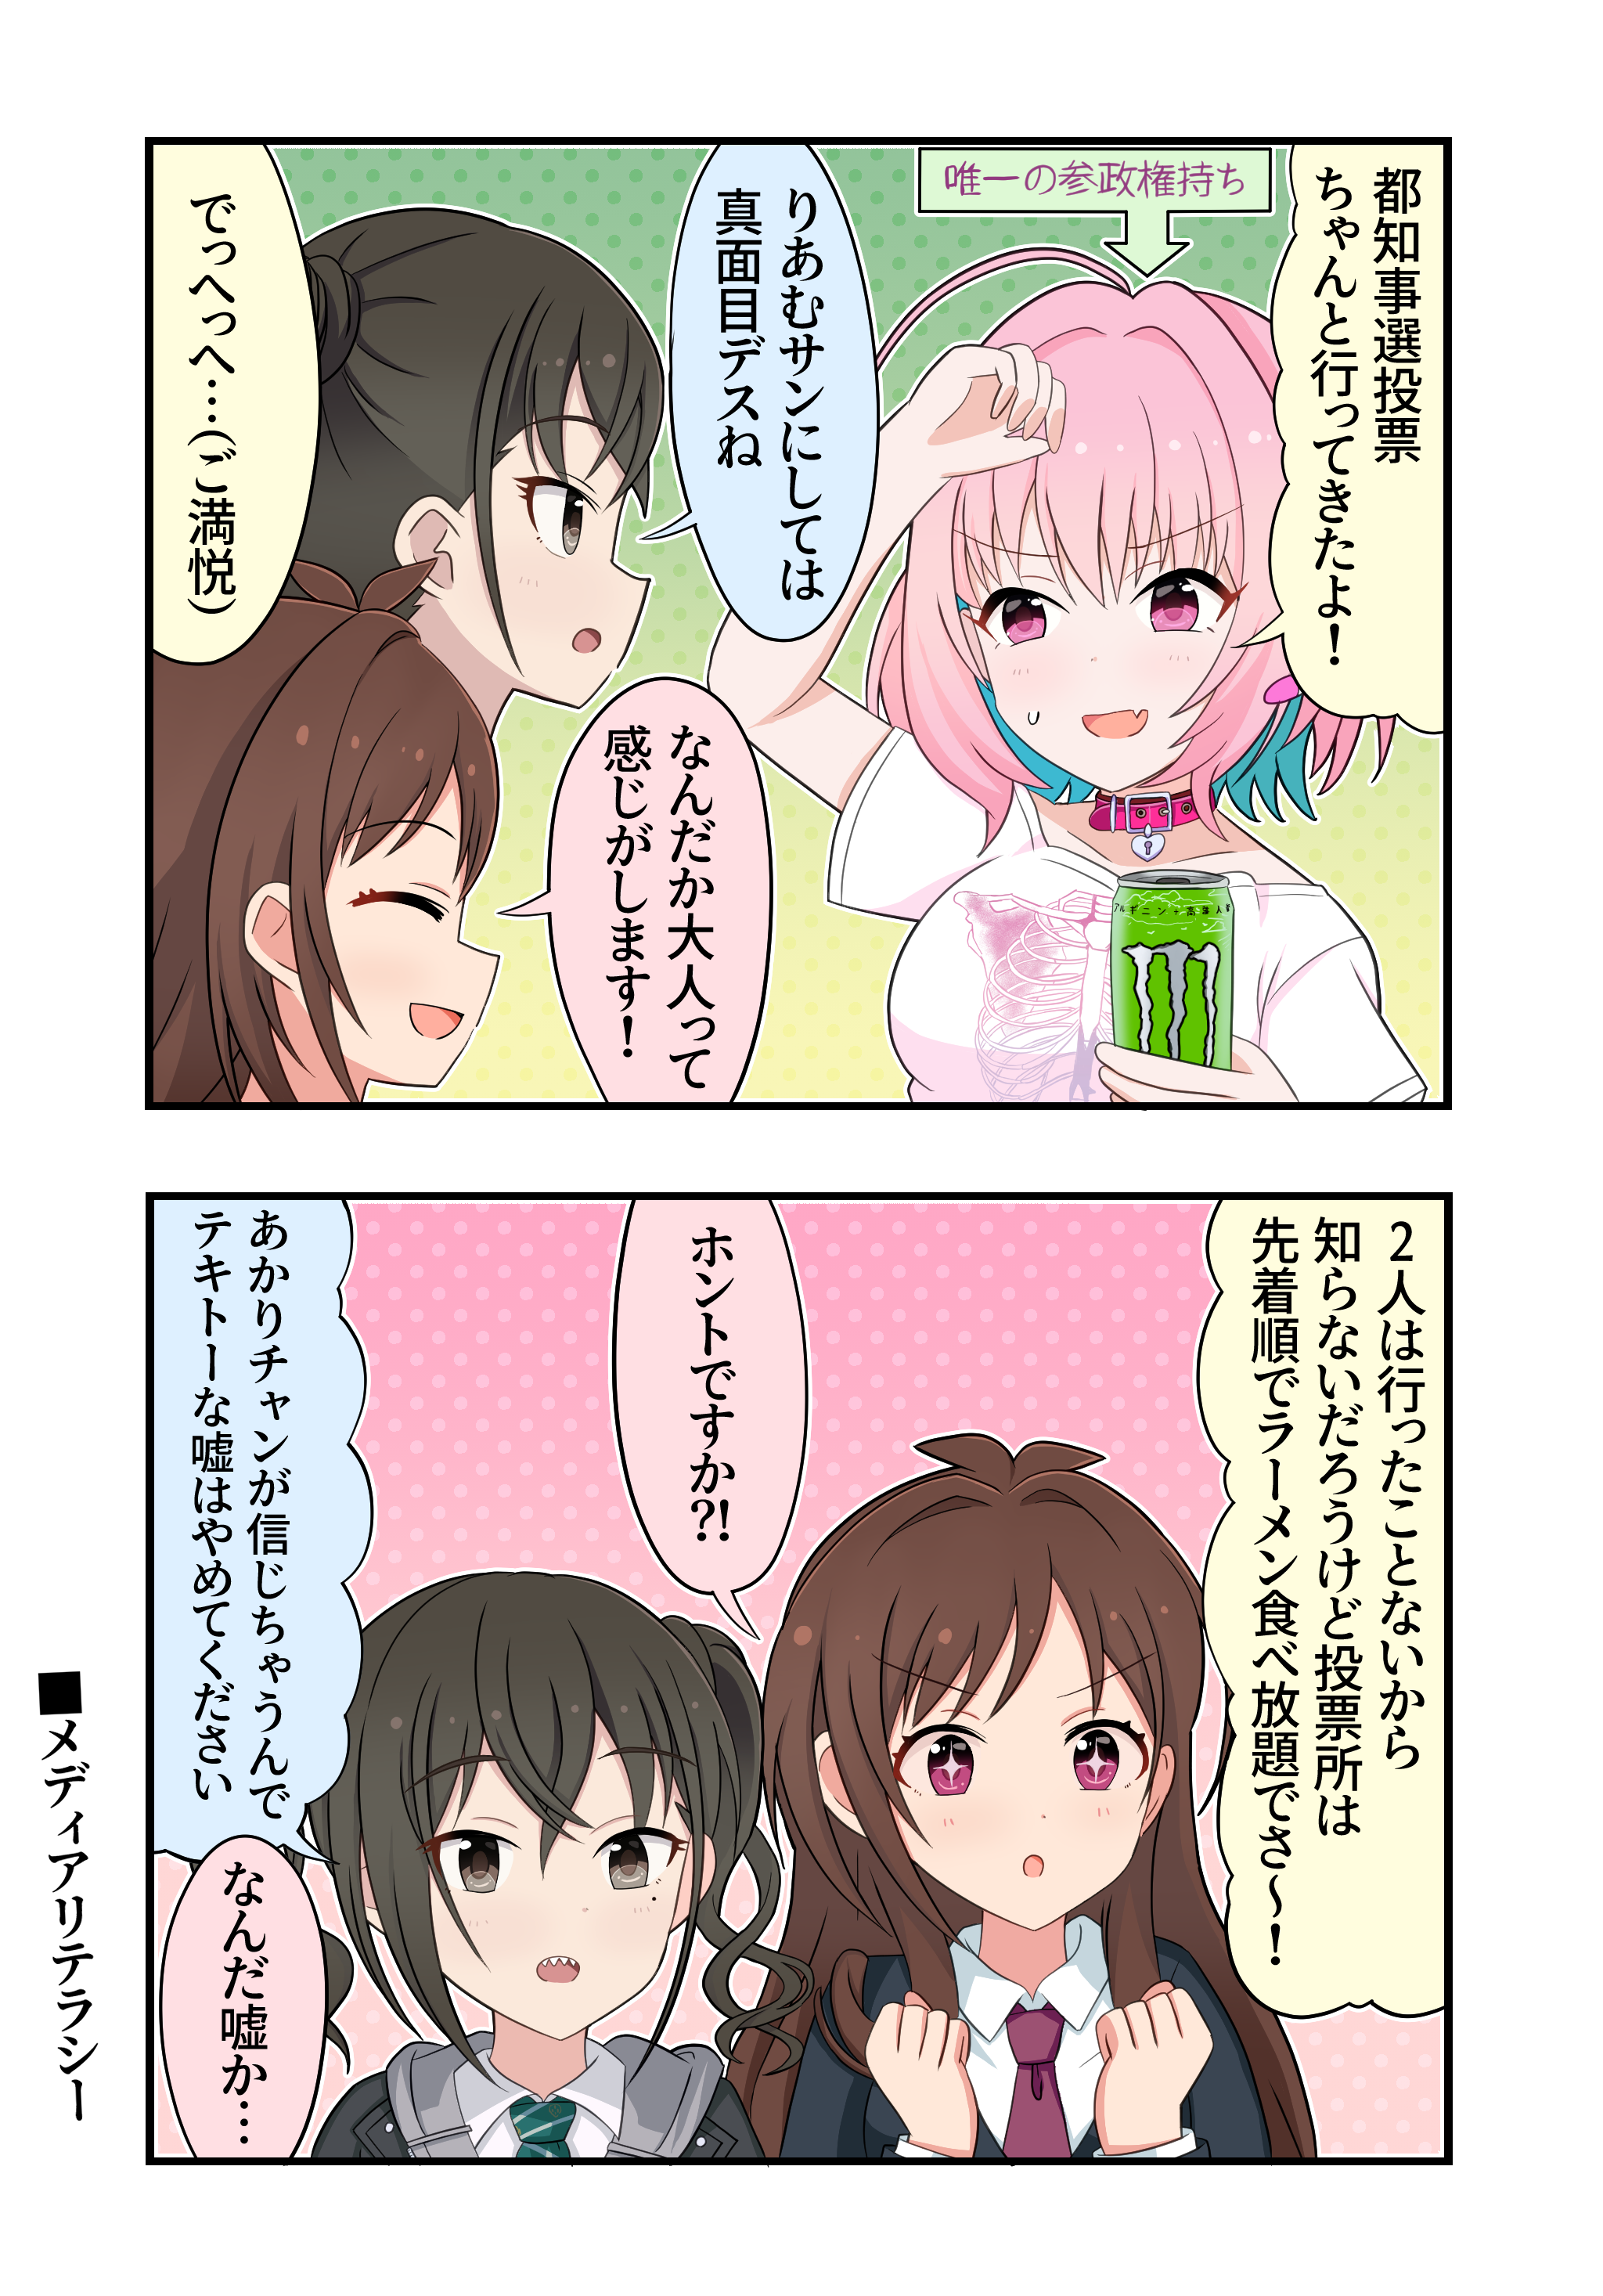 都知事選投票
ちゃんと行ってきたよ！
唯一の参政権持ち
りあむサンにしては
真面目デスね
なんだか大人って
感じがします！
でっへっへ…(ご満悦)
2人は行ったことないから
知らないだろうけど投票所は
先着順でラーメン食べ放題でさ～！
ホントですか?!
あかりチャンが信じちゃうんで
テキトーな嘘はやめてください
なんだ嘘か…
■メディアリテラシー